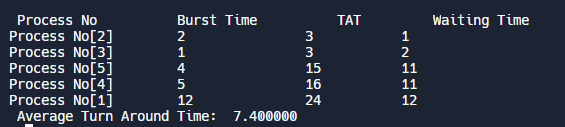 Process No Burst Time TAT Waiting Time
Process No[2] 2 3 1
Process No[3] 1 3 2
Process No[5] 4 15 11
Process No[4] 5 16 11
Process No[1] 12 24 12
Average Turn Around Time: 7.400000